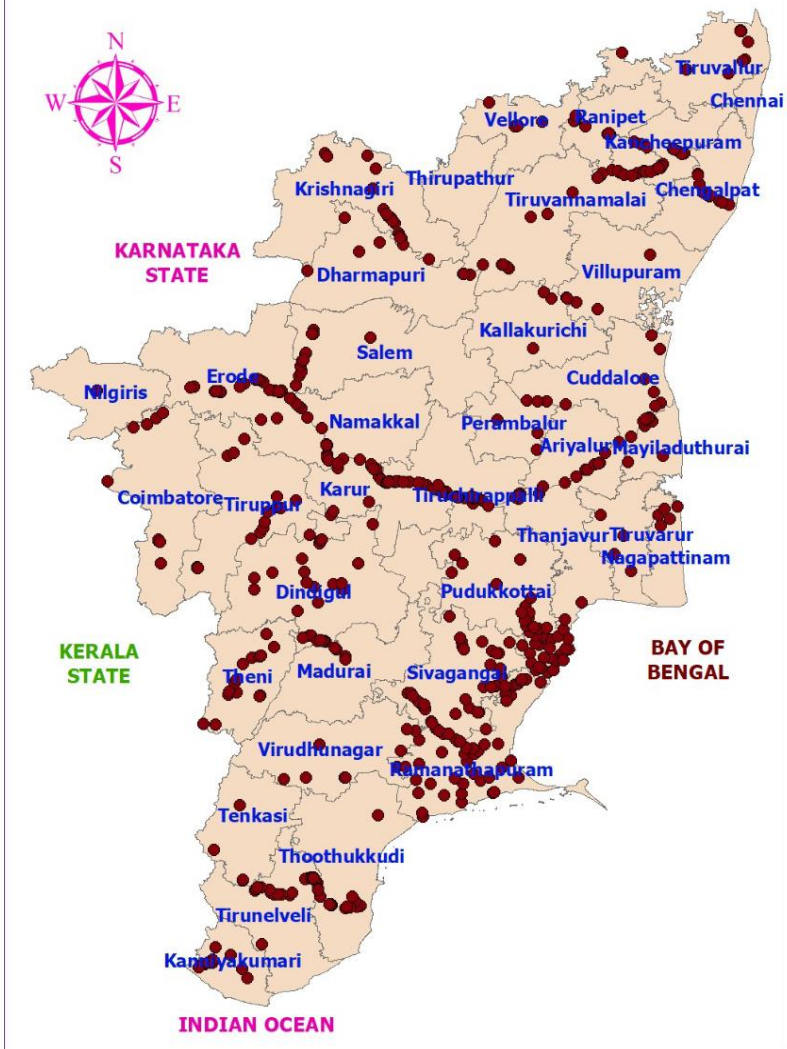 N
W
E
S
Tiruvallur
Chennai
Vellore
Ranipet
Kancheepuram
Krishnagiri
Thirupathur
Chengalpat
Tiruvannamalai
KARNATAKA
STATE
Dharmapuri
Villupuram
Kallakurichi
Salem
Erode
Cuddalore
Nilgiris
Namakkal
Perambalur
Ariyalur
Mayiladuthurai
Coimbatore
Tiruppur
Karur
Tiruchirappalli
Thanjavur
Tiruvarur
Nagapattinam
Dindigul
Pudukkottai
KERALA
STATE
Theni
Madurai
Sivagangai
BAY OF
BENGAL
Virudhunagar
Ramanathapuram
Tenkasi
Thoothukkudi
Tirunelveli
Kanniyakumari
INDIAN OCEAN